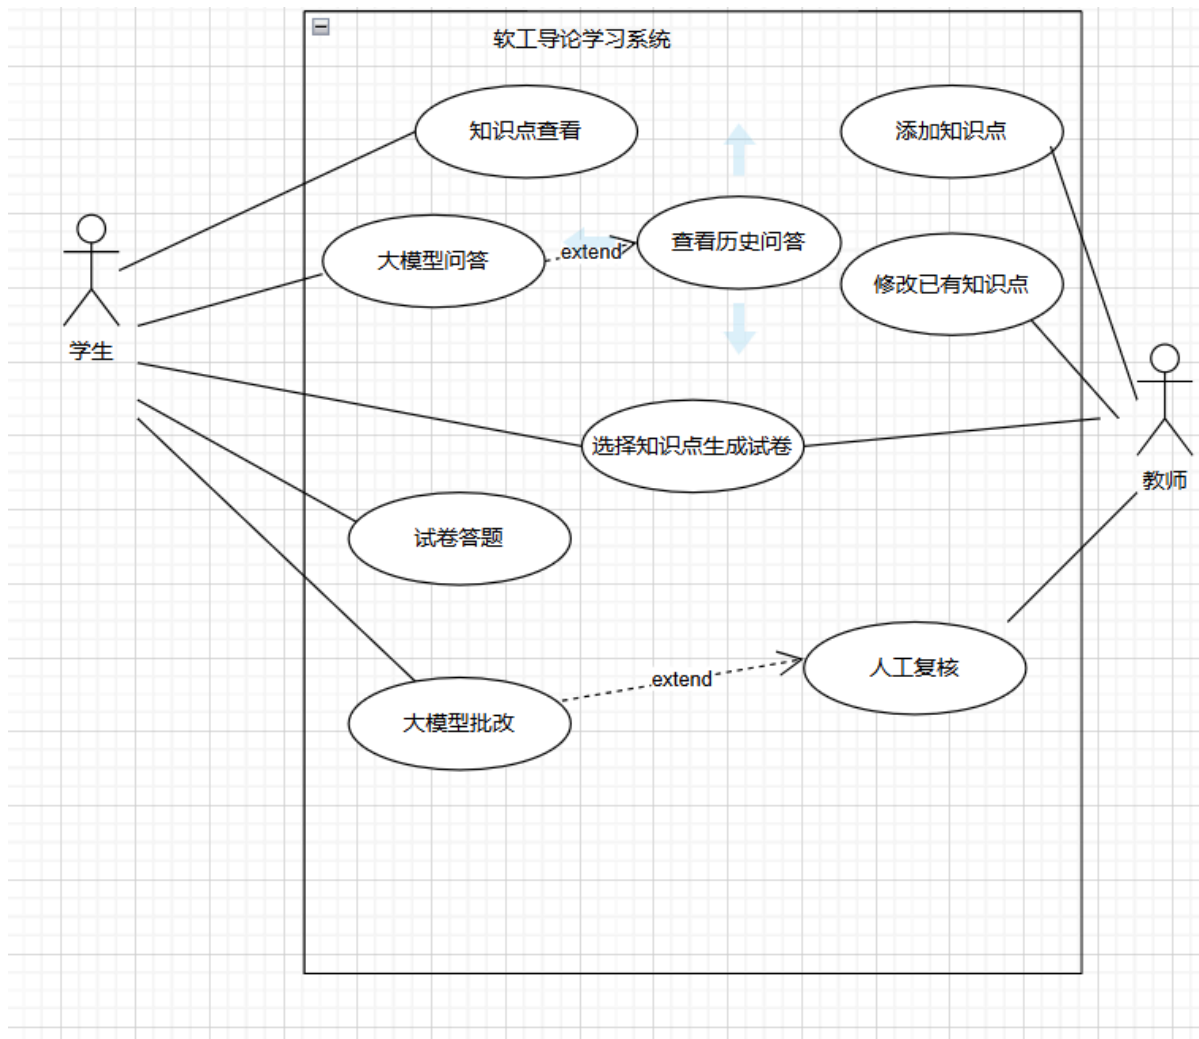 软工导论学习系统
知识点查看
添加知识点
大模型问答
extend
查看历史问答
修改已有知识点
学生
选择知识点生成试卷
教师
试卷答题
大模型批改
extend
人工复核